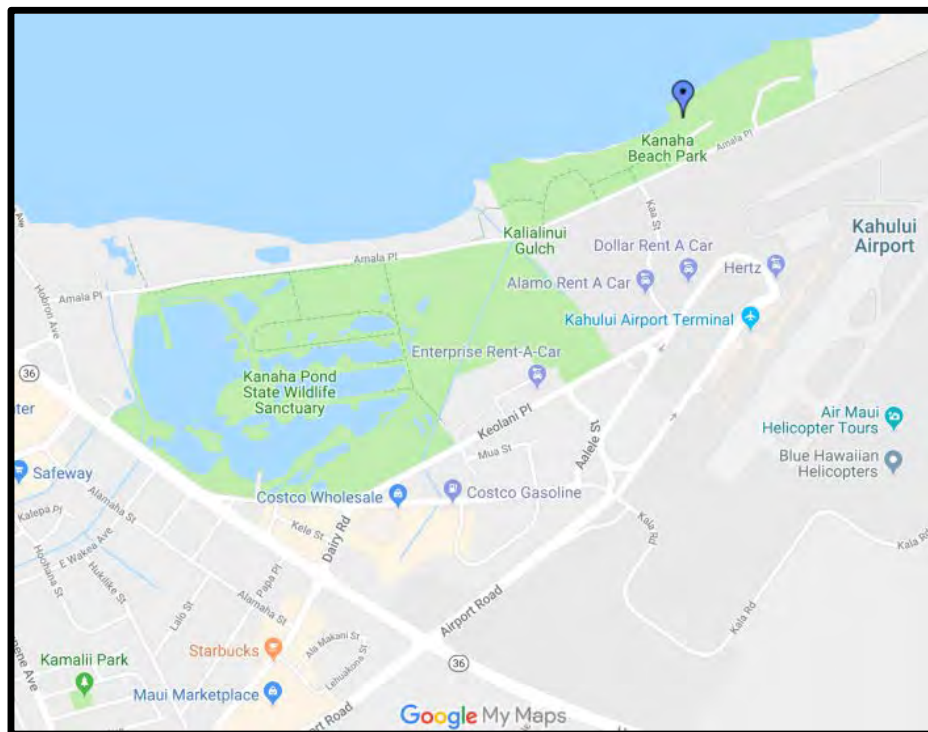 Kanaha
Beach Park
Amala Pl
Kaa St
Kahului
Airport
Kalialinui
Gulch
Dollar Rent A Car
Hertz
Alamo Rent A Car
Amala Pl
Amala Pl
Hobron Ave
Kahului Airport Terminal
Enterprise Rent-A-Car
36
Kanaha Pond
State Wildlife
Sanctuary
Keolani Pl
Air Maui
Helicopter Tours
Aalele St
Mua St
Blue Hawaiian
Helicopters
Safeway
Costco Wholesale
Costco Gasoline
Alamaha St
Kalepa Pl
Kele St
Dairy Rd
Kala Rd
Kala Rd
E Wakea Ave
Hoohana St
Hukilike St
Papa Pl
Lalo St
Alamaha St
Airport Road
Kala Rd
Ala Makani St
Starbucks
Lehuakona St
Kamalii Park
36
Maui Marketplace
Google My Maps